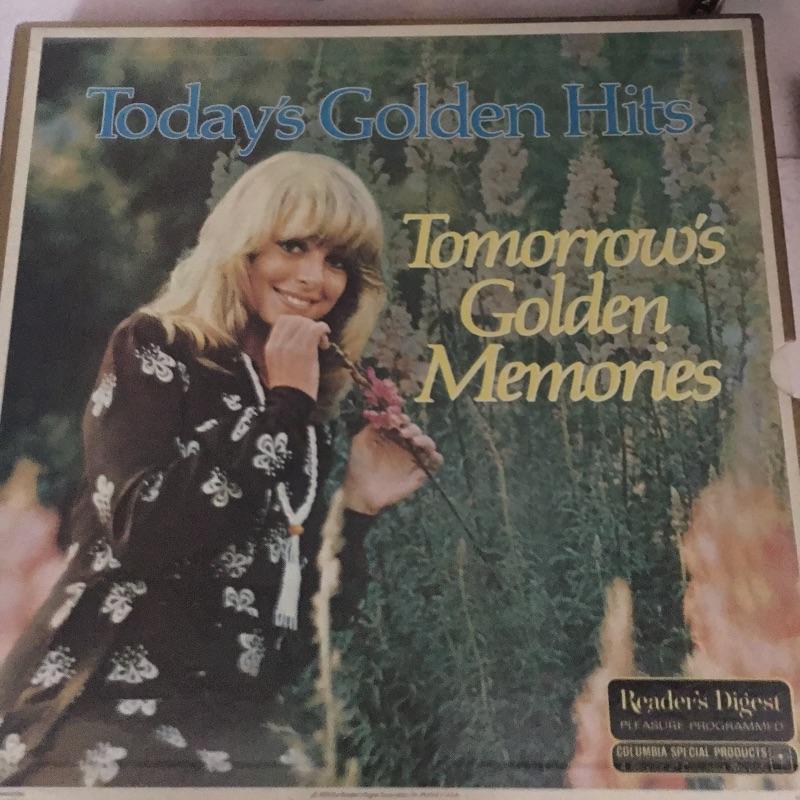 Today's Golden Hits
Tomorrow's
Golden
Memories
Reader's Digest
PLEASURE PROGRAMMED
COLUMBIA SPECIAL PRODUCTS